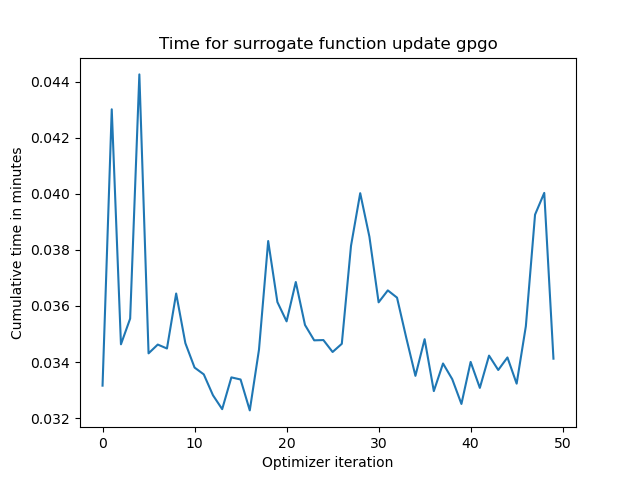 Time for surrogate function update gpgo
Cumulative time in minutes
0.044
0.042
0.040
0.038
0.036
0.034
0.032
0 10 20 30 40 50
Optimizer iteration